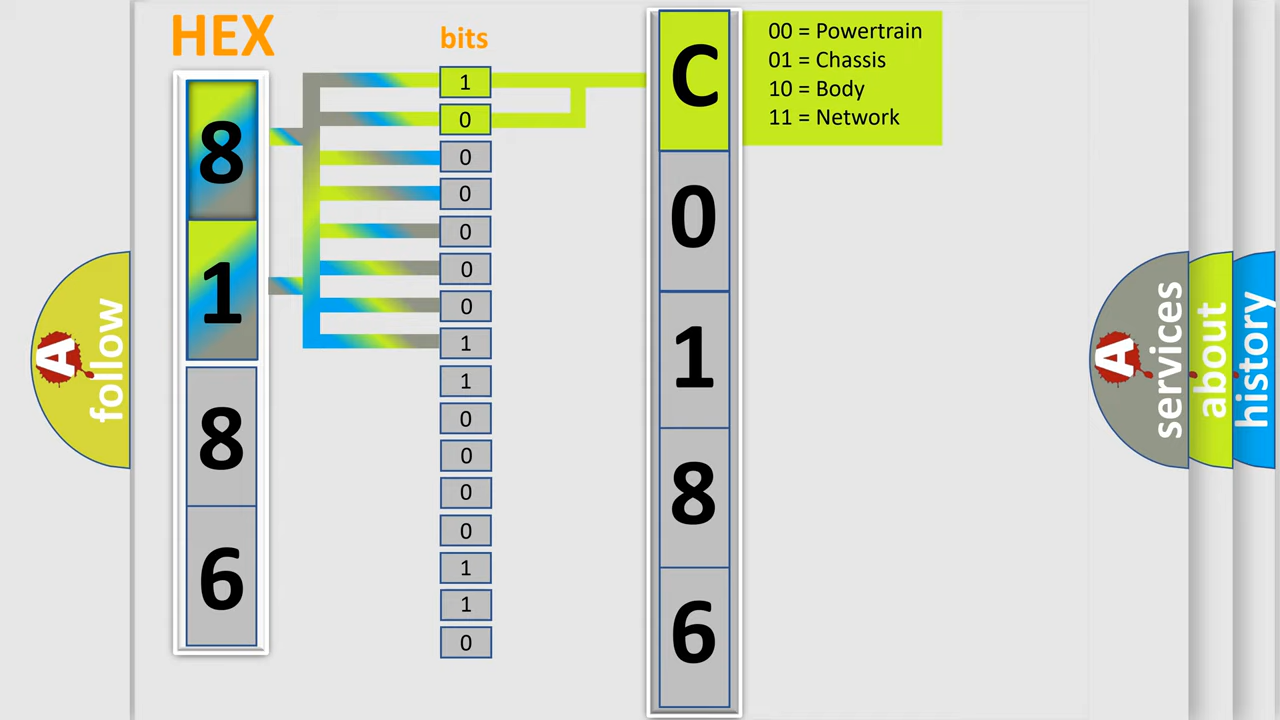 HEX
bits
8
1
8
6
1
0
0
0
0
0
0
1
1
0
0
0
0
1
1
0
C
0
1
8
6
00 = Powertrain
01 = Chassis
10 = Body
11 = Network
A
follow
A
services
about
history